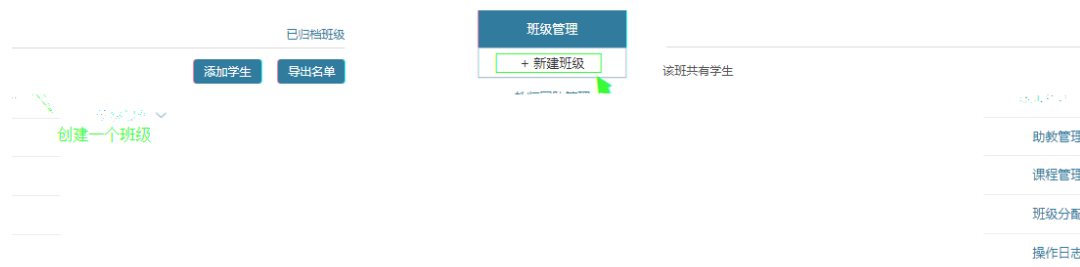 已归档班级
班级管理
添加学生
导出名单
+ 新建班级
该班共有学生
创建一个班级
助教管理
课程管理
班级分配
操作日志